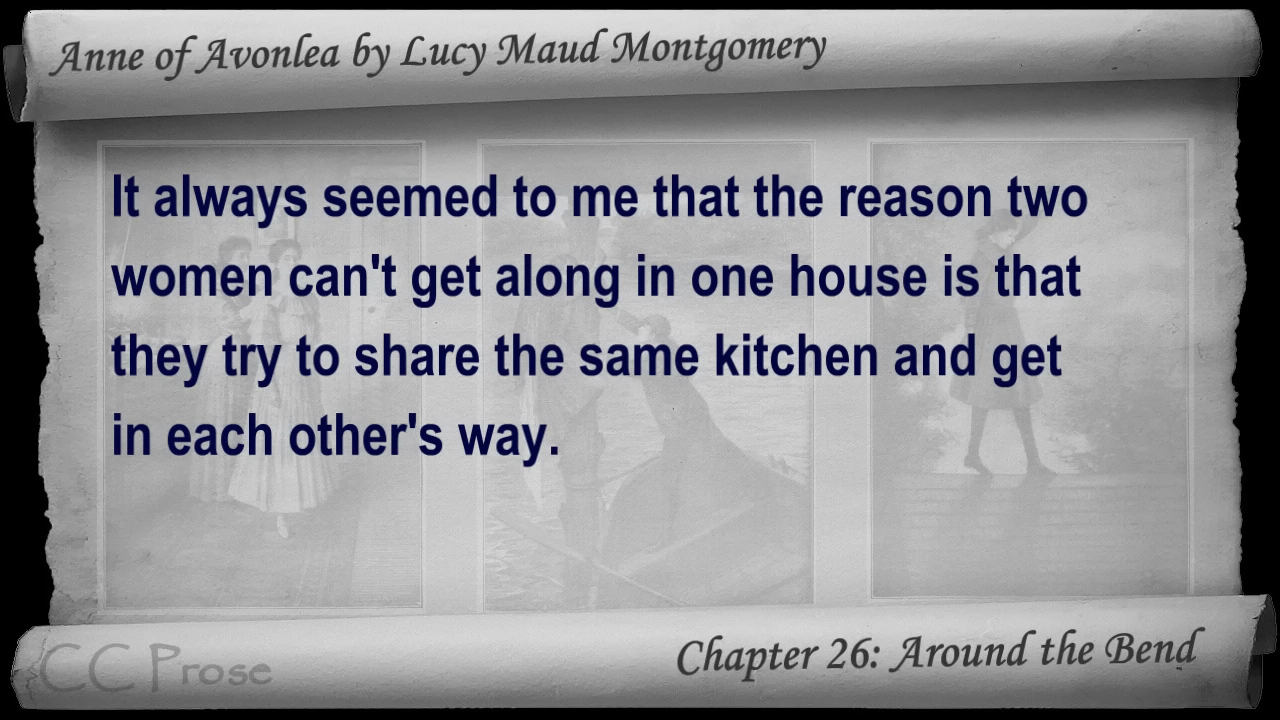 Anne of Avonlea by Lucy Maud Montgomery
It always seemed to me that the reason two
women can't get along in one house is that
they try to share the same kitchen and get
in each other's way.
CC Prose
Chapter 26: Around the Bend